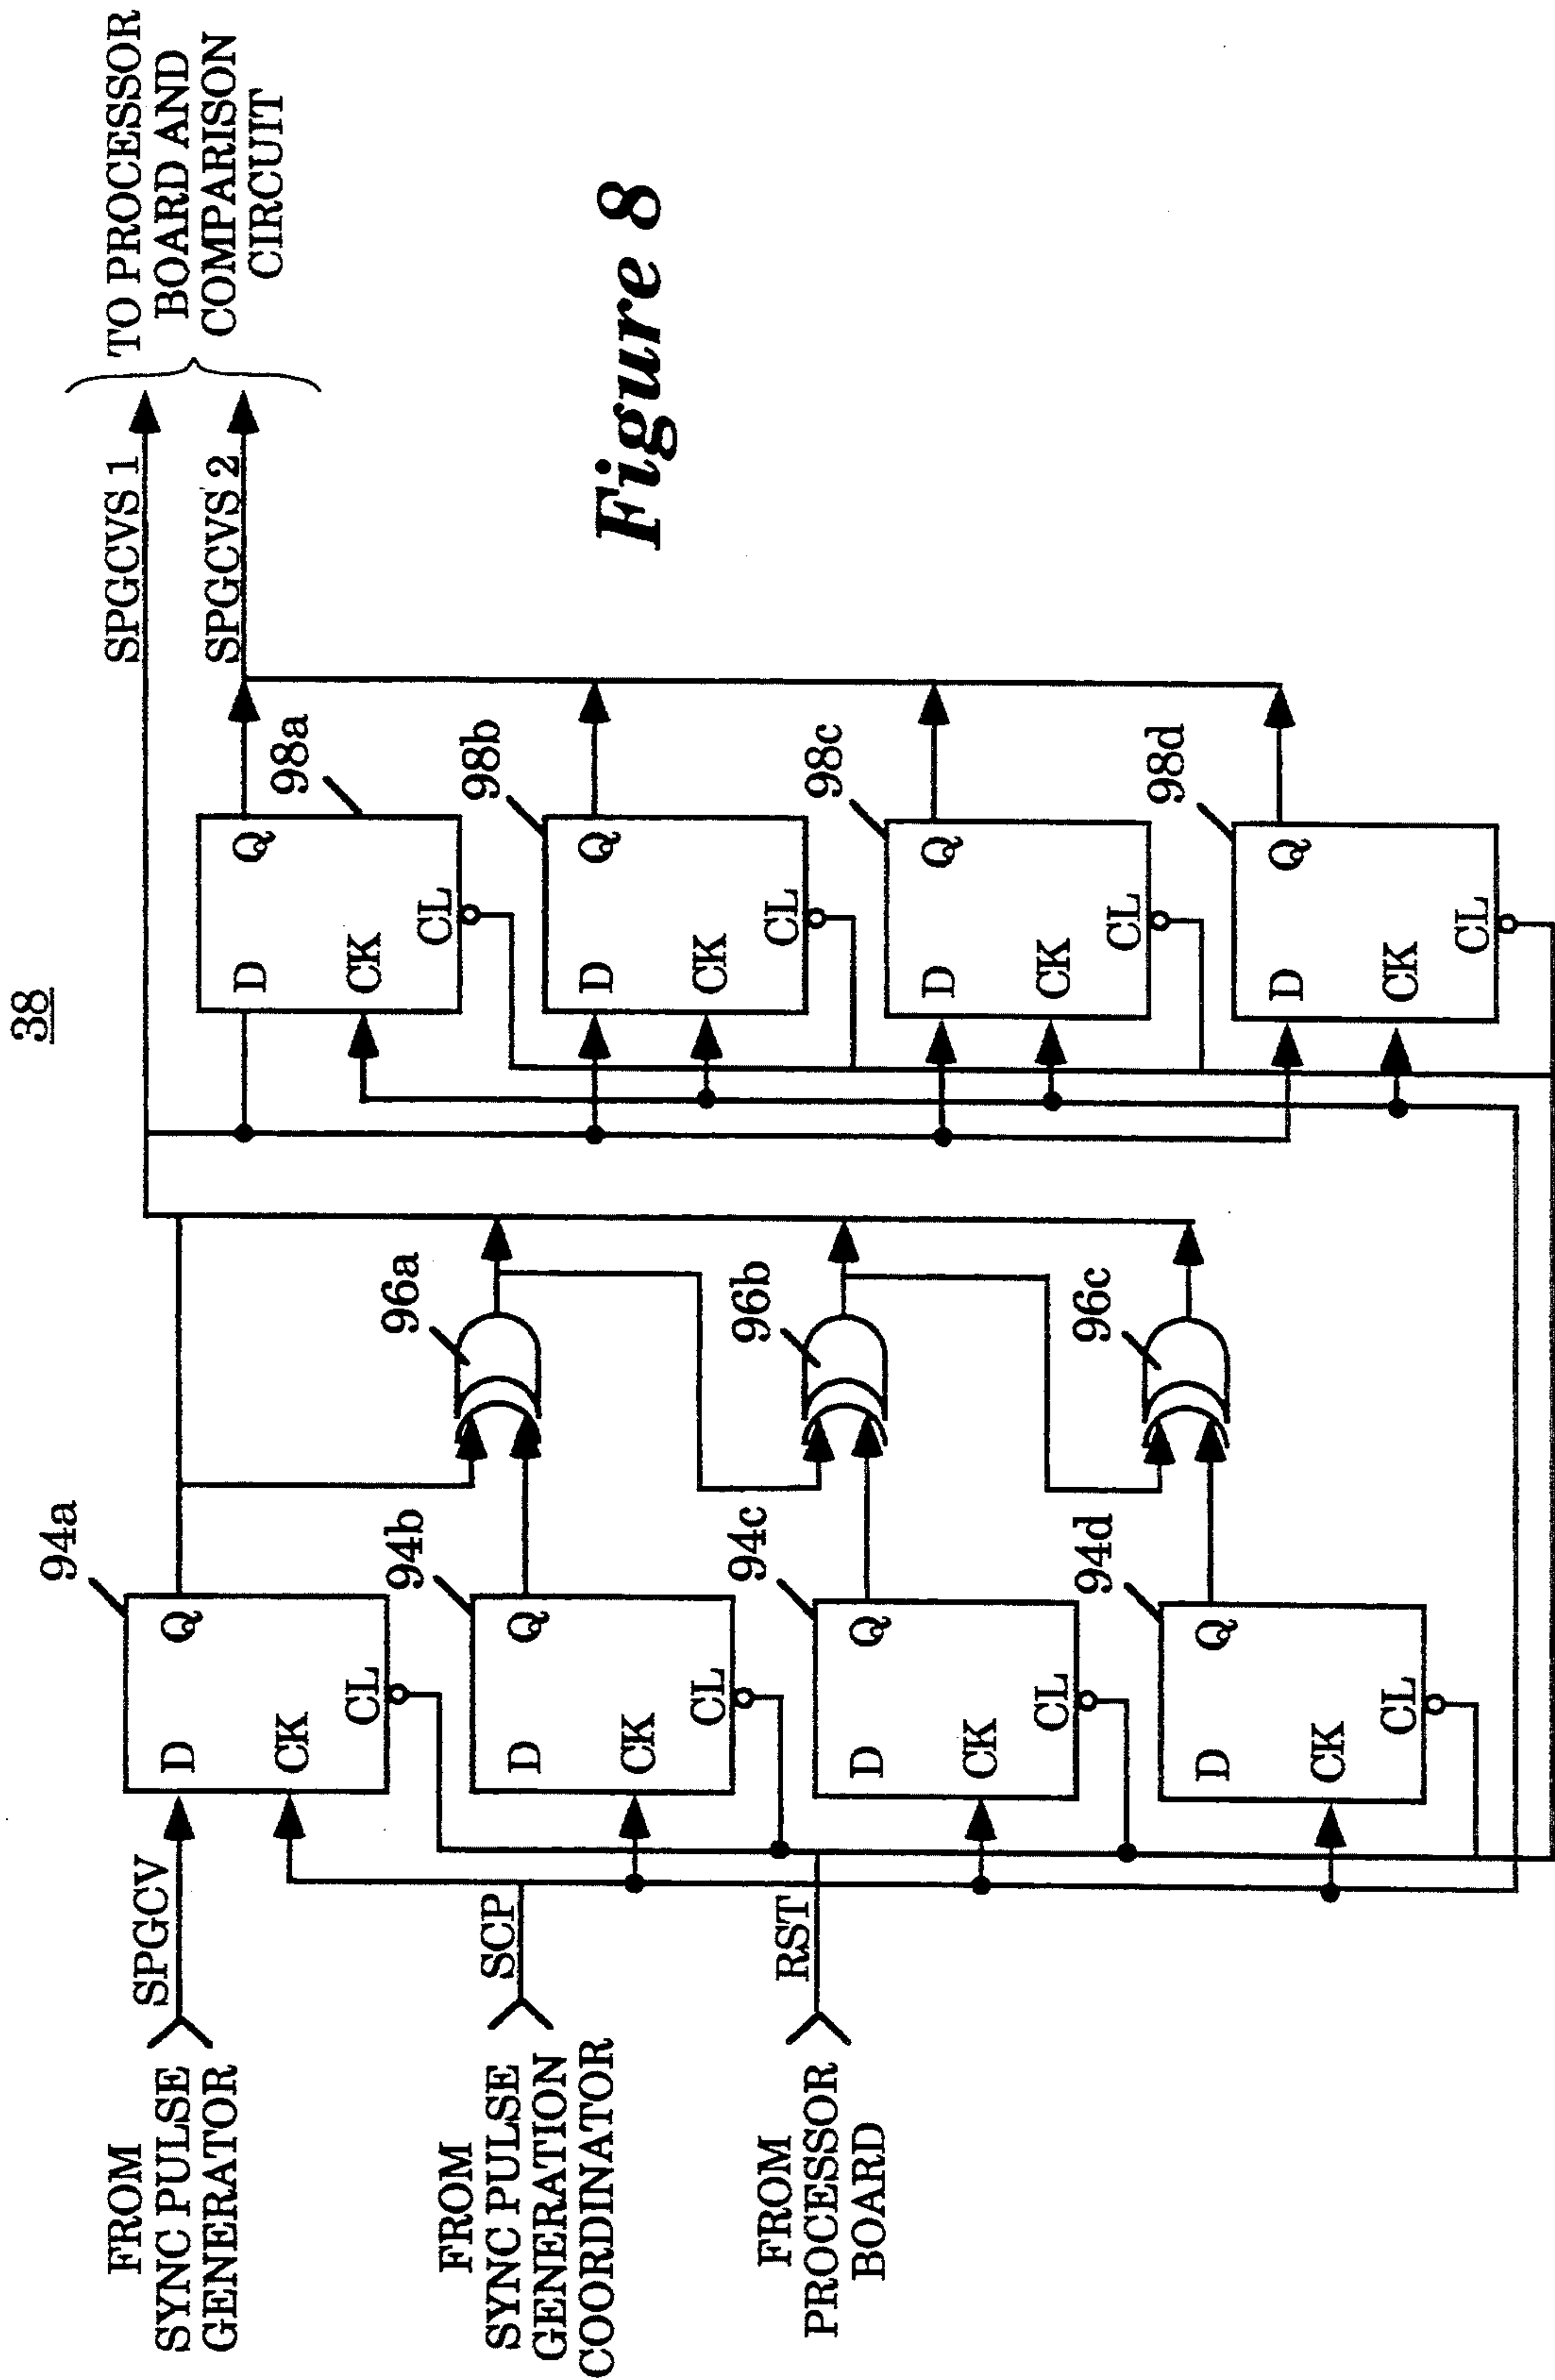 38
FROM
SYNC PULSE
GENERATOR
SPGCV
FROM
SYNC PULSE
GENERATION
COORDINATOR
SCP
FROM
PROCESSOR
BOARD
RST
94a
D
Q
CK
CL
94b
D
Q
CK
CL
94c
D
Q
CK
CL
94d
D
Q
CK
CL
96a
96b
96c
98a
D
Q
CK
CL
98b
D
Q
CK
CL
98c
D
Q
CK
CL
98d
D
Q
CK
CL
SPGCVS 1
SPGCVS 2
TO PROCESSOR
BOARD AND
COMPARISON
CIRCUIT
Figure 8